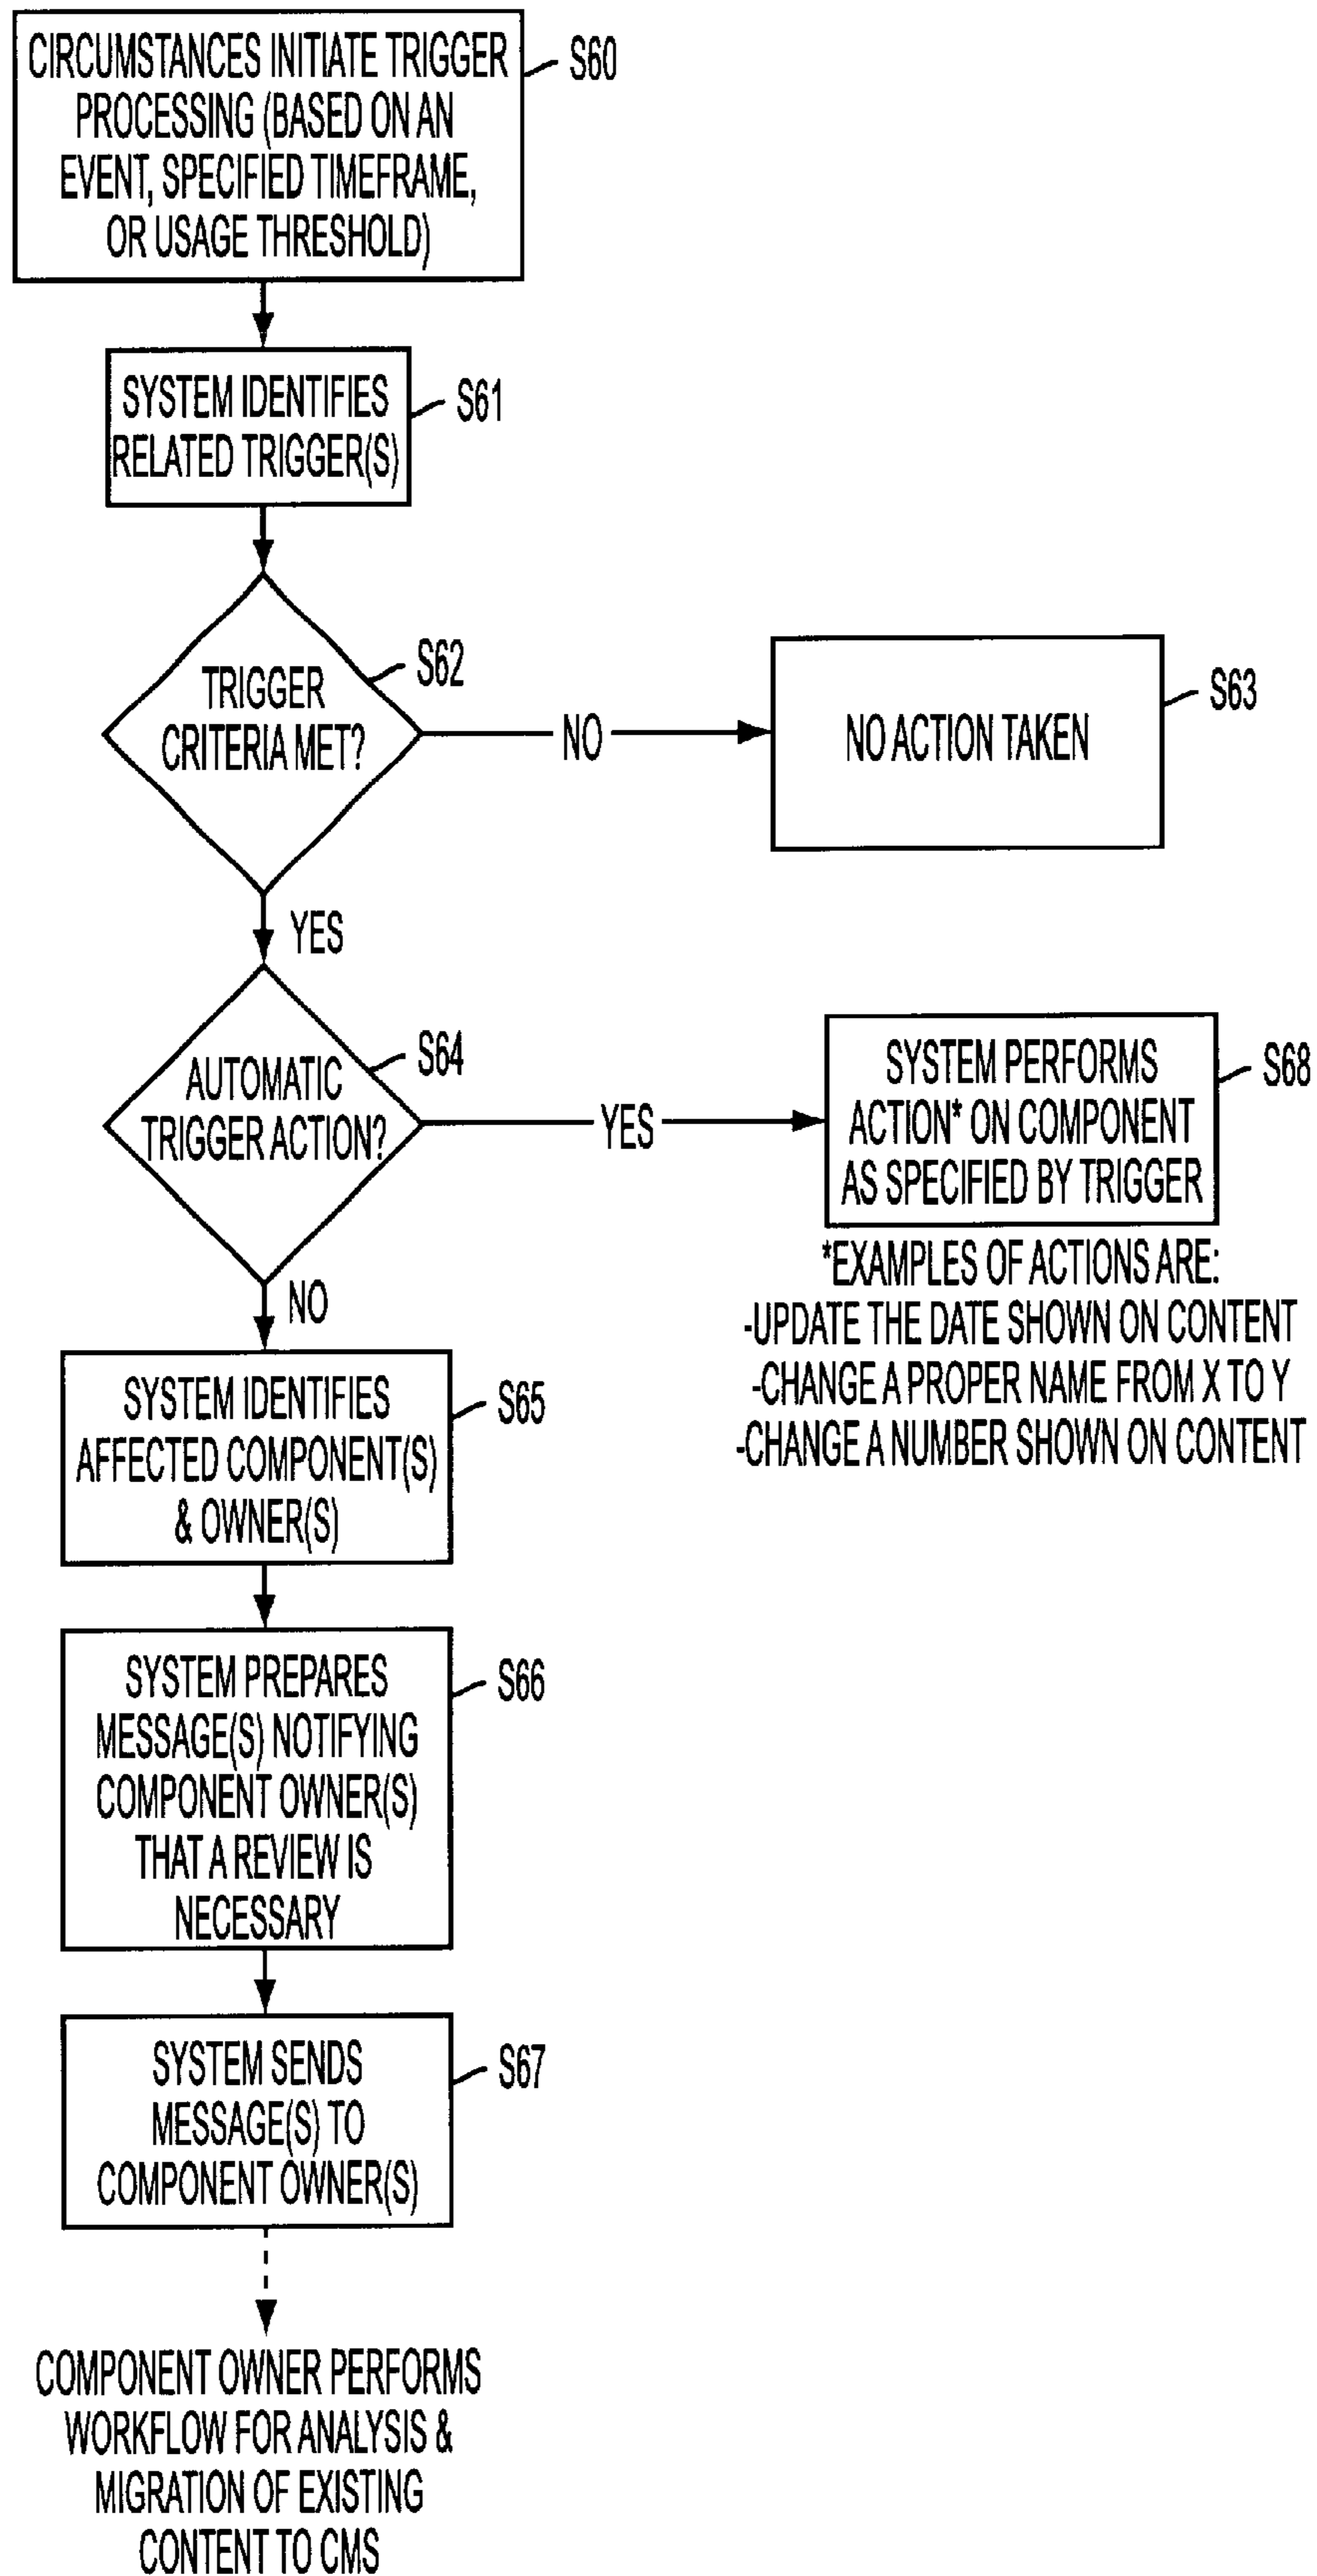 CIRCUMSTANCES INITIATE TRIGGER
PROCESSING (BASED ON AN
EVENT, SPECIFIED TIMEFRAME,
OR USAGE THRESHOLD)
S60
SYSTEM IDENTIFIES
RELATED TRIGGER(S)
S61
TRIGGER
CRITERIA MET?
S62
NO
NO ACTION TAKEN
S63
YES
AUTOMATIC
TRIGGER ACTION?
S64
YES
SYSTEM PERFORMS
ACTION* ON COMPONENT
AS SPECIFIED BY TRIGGER
S68
*EXAMPLES OF ACTIONS ARE:
-UPDATE THE DATE SHOWN ON CONTENT
-CHANGE A PROPER NAME FROM X TO Y
-CHANGE A NUMBER SHOWN ON CONTENT
NO
SYSTEM IDENTIFIES
AFFECTED COMPONENT(S)
& OWNER(S)
S65
SYSTEM PREPARES
MESSAGE(S) NOTIFYING
COMPONENT OWNER(S)
THAT A REVIEW IS
NECESSARY
S66
SYSTEM SENDS
MESSAGE(S) TO
COMPONENT OWNER(S)
S67
COMPONENT OWNER PERFORMS
WORKFLOW FOR ANALYSIS &
MIGRATION OF EXISTING
CONTENT TO CMS